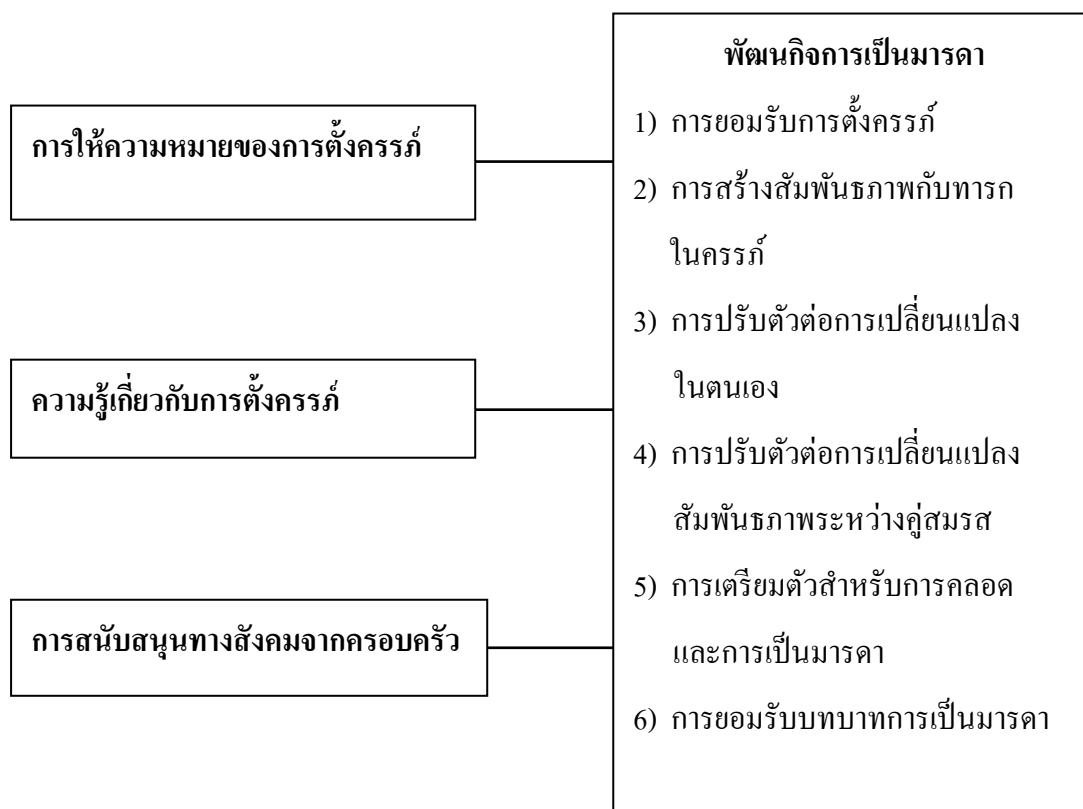 การให้ความหมายของการตั้งครรภ์
ความรู้เกี่ยวกับการตั้งครรภ์
การสนับสนุนทางสังคมจากครอบครัว
พัฒนกิจการเป็นมารดา
1) การยอมรับการตั้งครรภ์
2) การสร้างสัมพันธภาพกับทารก
ในครรภ์
3) การปรับตัวต่อการเปลี่ยนแปลง
ในตนเอง
4) การปรับตัวต่อการเปลี่ยนแปลง
สัมพันธภาพระหว่างคู่สมรส
5) การเตรียมตัวสำหรับการคลอด
และการเป็นมารดา
6) การยอมรับบทบาทการเป็นมารดา